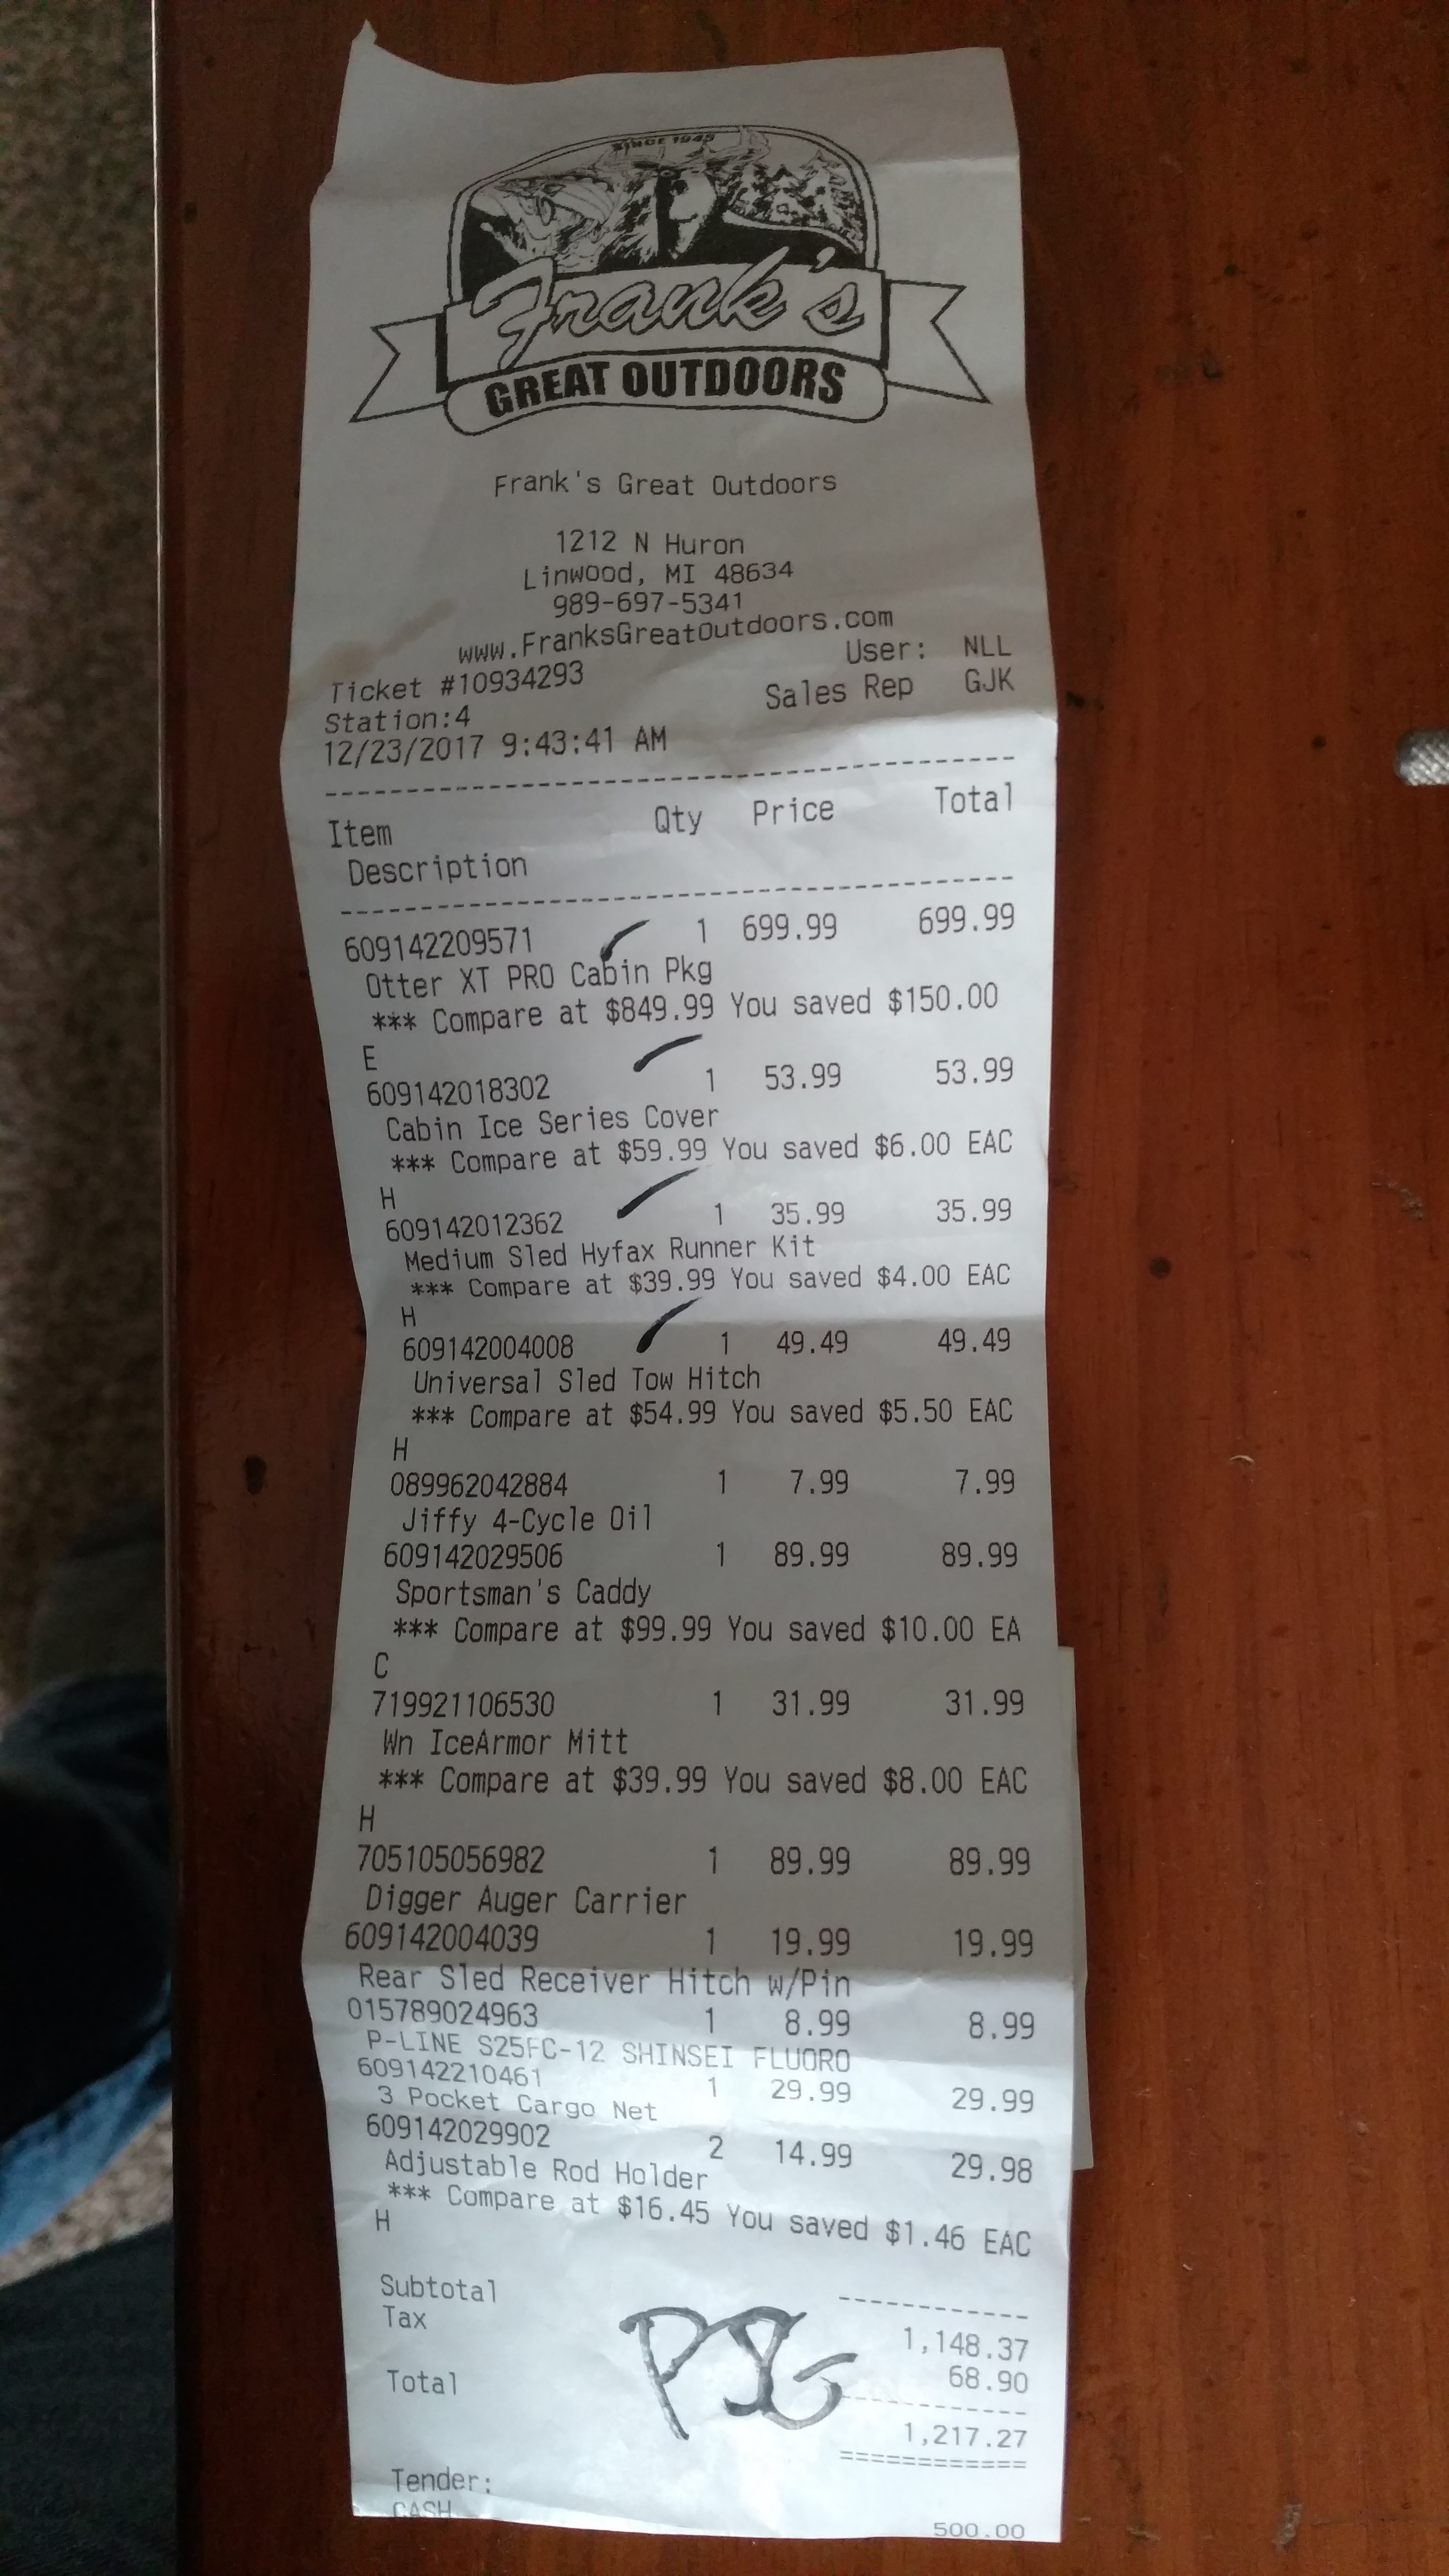 SINCE 1945
Frank's
GREAT OUTDOORS
Frank's Great Outdoors
1212 N Huron
Linwood, MI 48634
989-697-5341
www.FranksGreatOutdoors.com
Ticket #10934293 User: NLL
Station:4 Sales Rep GJK
12/23/2017 9:43:41 AM
Item Qty Price Total
Description
609142209571 1 699.99 699.99
Otter XT PRO Cabin Pkg
*** Compare at $849.99 You saved $150.00
E
609142018302 1 53.99 53.99
Cabin Ice Series Cover
*** Compare at $59.99 You saved $6.00 EAC
H
609142012362 1 35.99 35.99
Medium Sled Hyfax Runner Kit
*** Compare at $39.99 You saved $4.00 EAC
H
609142004008 1 49.49 49.49
Universal Sled Tow Hitch
*** Compare at $54.99 You saved $5.50 EAC
H
089962042884 1 7.99 7.99
Jiffy 4-Cycle Oil
609142029506 1 89.99 89.99
Sportsman's Caddy
*** Compare at $99.99 You saved $10.00 EA
C
719921106530 1 31.99 31.99
Wn IceArmor Mitt
*** Compare at $39.99 You saved $8.00 EAC
H
705105056982 1 89.99 89.99
Digger Auger Carrier
609142004039 1 19.99 19.99
Rear Sled Receiver Hitch w/Pin
015789024963 1 8.99 8.99
P-LINE S25FC-12 SHINSEI FLUORO
609142210461 1 29.99 29.99
3 Pocket Cargo Net
609142029902 2 14.99 29.98
Adjustable Rod Holder
*** Compare at $16.45 You saved $1.46 EAC
H
Subtotal 1,148.37
Tax 68.90
Total 1,217.27
Tender:
CASH 500.00